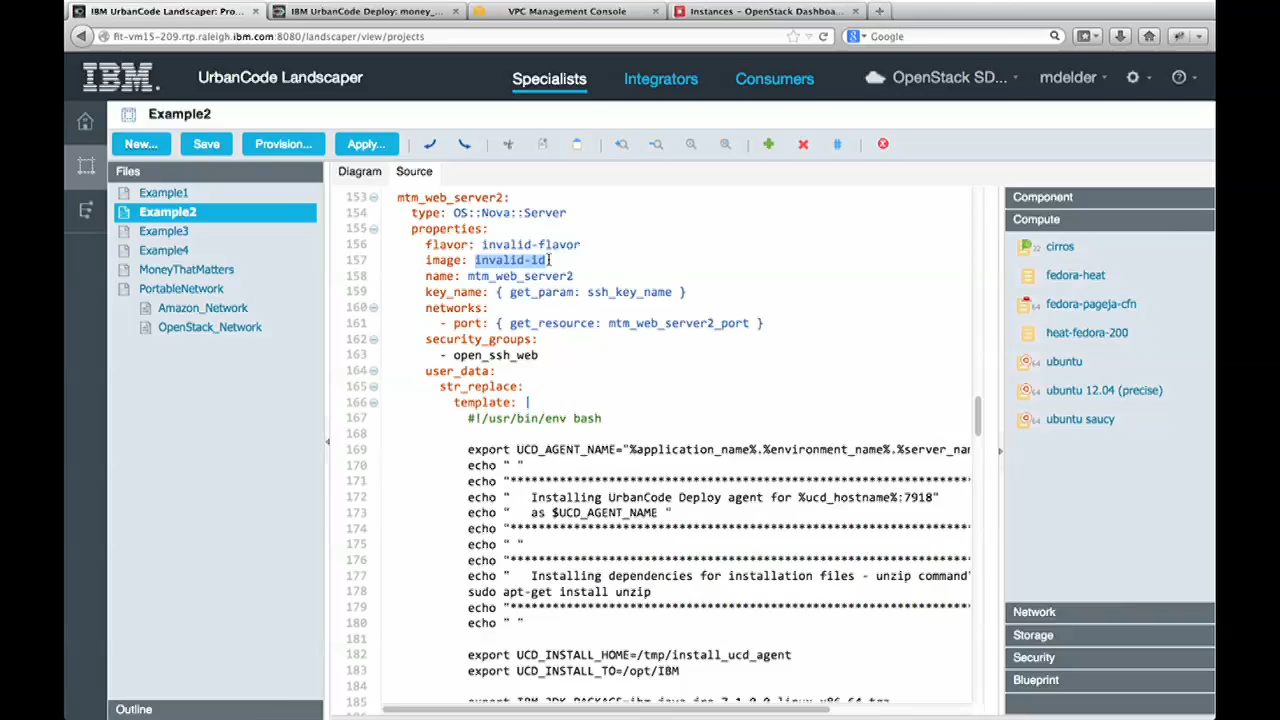 IBM UrbanCode Landscaper: Pro...
IBM UrbanCode Deploy: money_...
VPC Management Console
Instances - OpenStack Dashboa...
fit-vm15-209.rtp.raleigh.ibm.com:8080/landscaper/view/projects
Google
IBM.
UrbanCode Landscaper
Specialists
Integrators
Consumers
OpenStack SD...
mdelder
Example2
New...
Save
Provision...
Apply...
Files
Example1
Example2
Example3
Example4
MoneyThatMatters
PortableNetwork
Amazon_Network
OpenStack_Network
Outline
Diagram
Source
153 mtm_web_server2:
154 type: OS::Nova::Server
155 properties:
156 flavor: invalid-flavor
157 image: invalid-id
158 name: mtm_web_server2
159 key_name: { get_param: ssh_key_name }
160 networks:
161 - port: { get_resource: mtm_web_server2_port }
162 security_groups:
163 - open_ssh_web
164 user_data:
165 str_replace:
166 template: |
167 #!/usr/bin/env bash
168
169 export UCD_AGENT_NAME="%application_name%.%environment_name%.%server_na
170 echo " "
171 echo "*****************************************************************
172 echo " Installing UrbanCode Deploy agent for %ucd_hostname%:7918"
173 echo " as $UCD_AGENT_NAME "
174 echo "*****************************************************************
175 echo " "
176 echo "*****************************************************************
177 echo " Installing dependencies for installation files - unzip command"
178 sudo apt-get install unzip
179 echo "*****************************************************************
180 echo " "
181
182 export UCD_INSTALL_HOME=/tmp/install_ucd_agent
183 export UCD_INSTALL_TO=/opt/IBM
184
185
Component
Compute
32 cirros
fedora-heat
64 fedora-pageja-cfn
heat-fedora-200
64 ubuntu
64 ubuntu 12.04 (precise)
64 ubuntu saucy
Network
Storage
Security
Blueprint